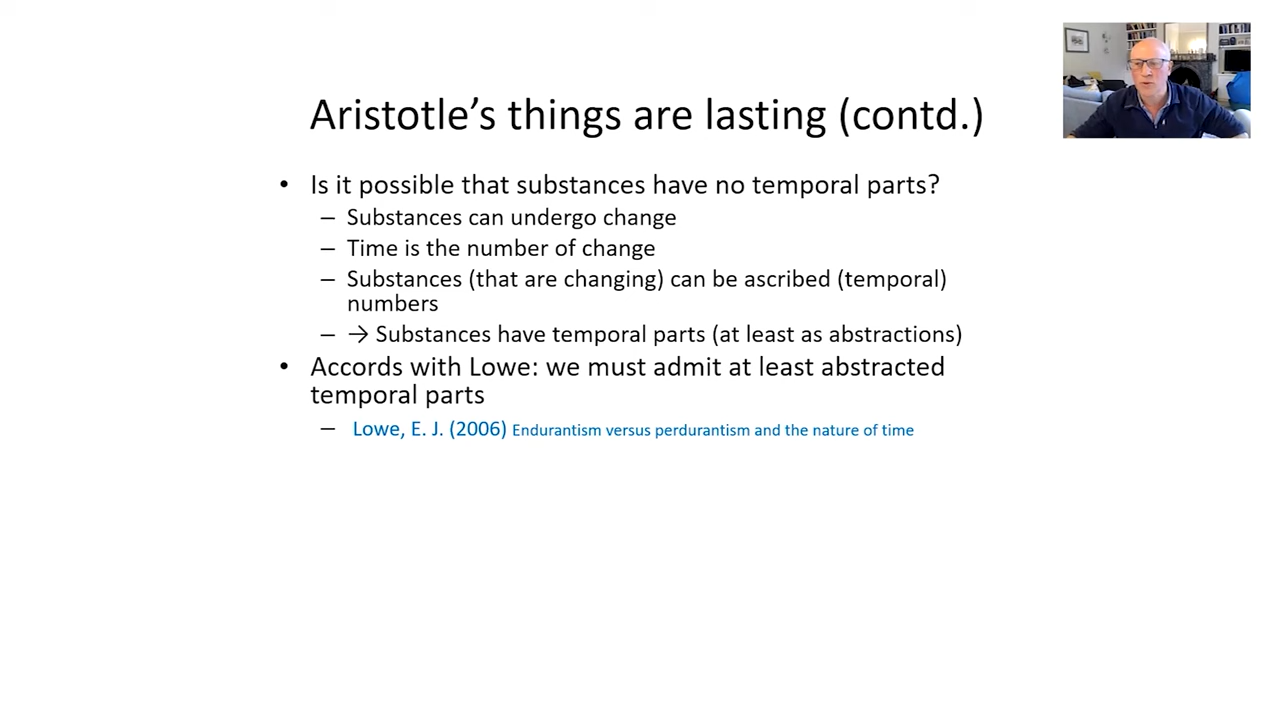 Aristotle’s things are lasting (contd.)
• Is it possible that substances have no temporal parts?
– Substances can undergo change
– Time is the number of change
– Substances (that are changing) can be ascribed (temporal)
numbers
– → Substances have temporal parts (at least as abstractions)
• Accords with Lowe: we must admit at least abstracted
temporal parts
– Lowe, E. J. (2006) Endurantism versus perdurantism and the nature of time